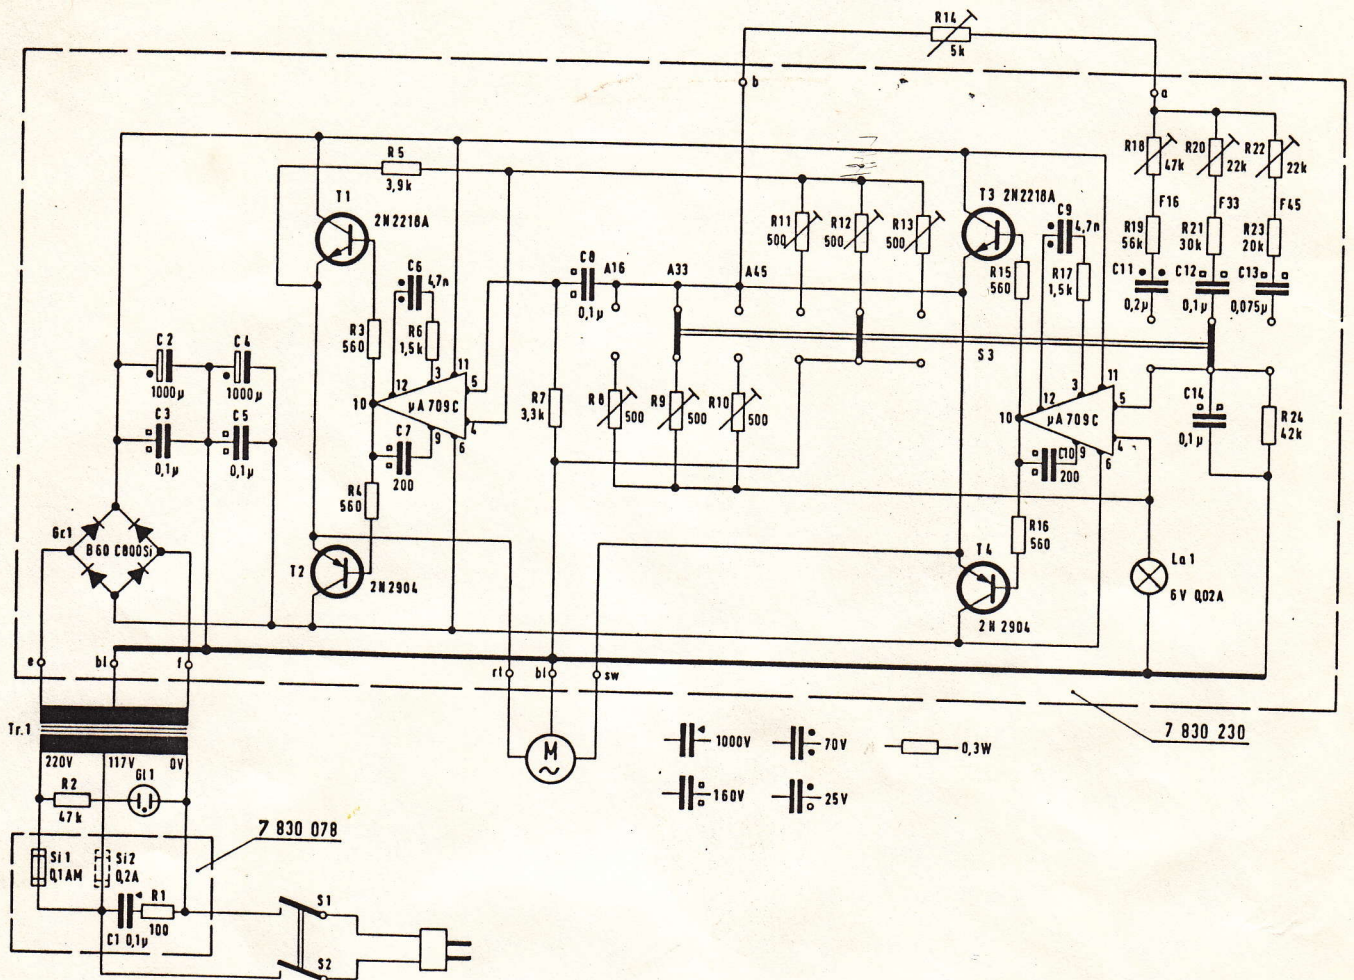 R14
5k
b
a
R5
3,9k
T1
2N2218A
R11
500
R12
500
R13
500
T3 2N2218A
C9
4,7n
R18
47k
R20
22k
R22
22k
F16
F33
F45
R19
56k
R21
30k
R23
20k
C11
0,2µ
C12
0,1µ
C13
0,075µ
C6
4,7n
R3
560
R6
1,5k
C8
0,1µ
A16
A33
A45
R15
560
R17
1,5k
S3
C2
1000µ
C4
1000µ
C3
0,1µ
C5
0,1µ
10
12
3
11
5
4
6
9
µA 709C
C7
200
R4
560
R7
3,3k
R8
500
R9
500
R10
500
10
12
3
11
5
4
6
9
µA 709C
C10
200
C14
0,1µ
R24
42k
R16
560
Gr1
B60 C800Si
T2
2N2904
T4
2N2904
La1
6V 0,02A
e
bl
f
rt
bl
sw
Tr.1
220V
117V
0V
M
~
1000V
70V
0,3W
160V
25V
7 830 230
R2
47k
Gl1
7 830 078
Si1
0,1AM
Si2
0,2A
R1
100
C1 0,1µ
S1
S2